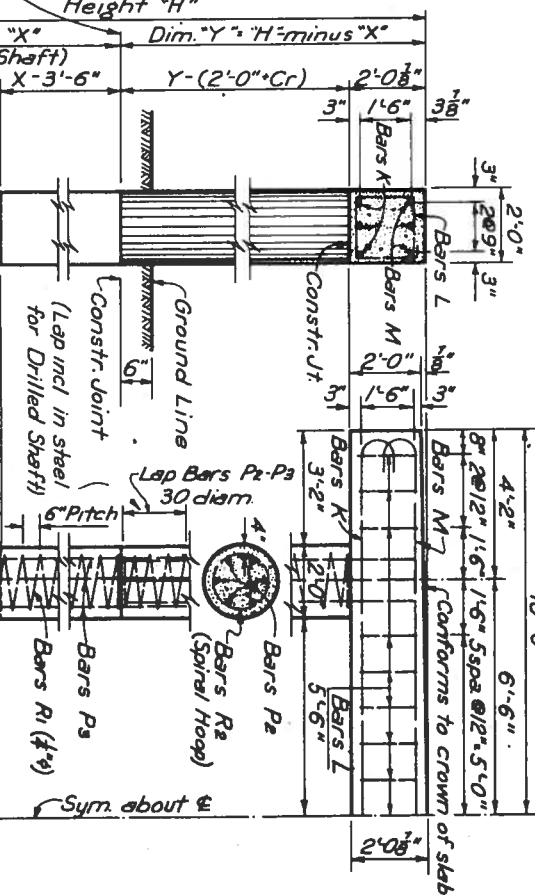 Height "H"
"X"
Dim. "Y" = "H" minus "X"
Shaft)
X-3'-6"
Y-(2'-0"+Cr)
2'-0⅞"
3"
1'-6"
3⅞"
Bars K
Bars M
Bars L
3"
2@9"
2'-0"
3"
Constr. Jt.
Ground Line
6"
Constr. Joint
(Lap incl in steel
for Drilled Shaft)
2'-0"
⅞"
3"
1'-6"
3"
Bars K
Bars M
Conforms to crown of slab
8"
2@12"
1'-6"
1'-6"
5 spa @12"=5'-0"
4'-2"
6'-6"
Lap Bars P2-P3
30 diam.
3'-2"
2'-0"
5'-6"
6" Pitch
4"
Bars P2
Bars R2
(Spiral Hoop)
Bars L
Bars P3
Bars R1
Sym. about ℄
2'-0⅞"